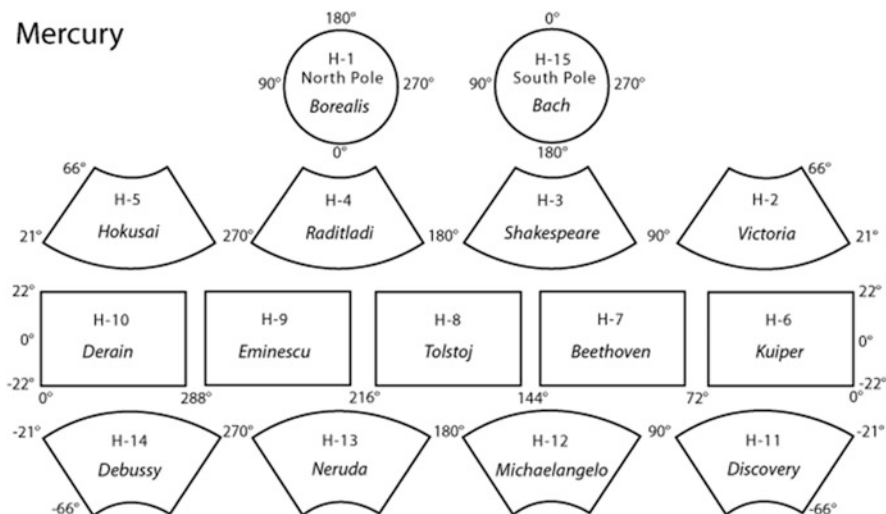 Mercury
180°
0°
H-1
North Pole
Borealis
90°
270°
H-15
South Pole
Bach
90°
270°
0°
180°
66°
66°
H-5
Hokusai
H-4
Raditladi
H-3
Shakespeare
H-2
Victoria
21°
270°
180°
90°
21°
22°
22°
H-10
Derain
H-9
Eminescu
H-8
Tolstoj
H-7
Beethoven
H-6
Kuiper
0°
0°
-22°
-22°
0°
288°
216°
144°
72°
0°
-21°
270°
180°
90°
-21°
H-14
Debussy
H-13
Neruda
H-12
Michaelangelo
H-11
Discovery
-66°
-66°